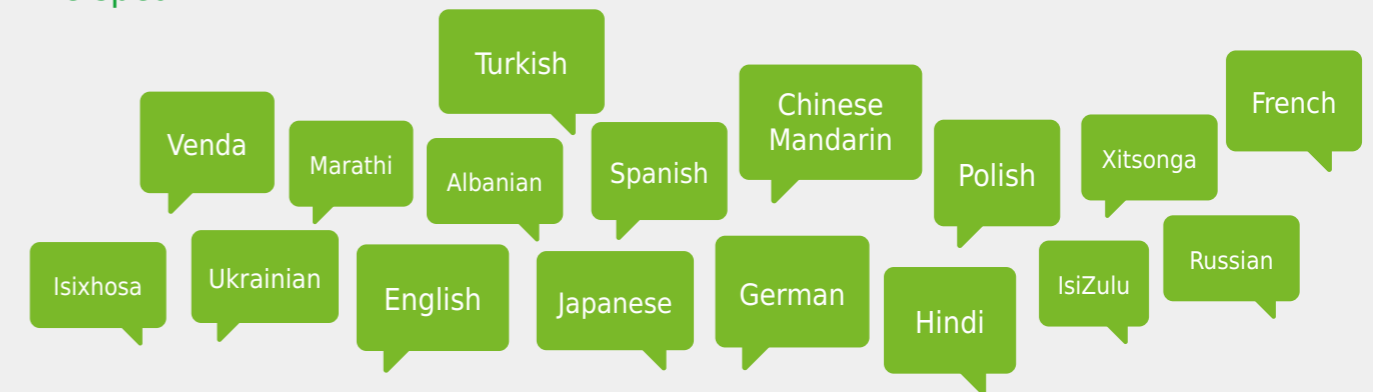 Turkish
Chinese
Mandarin
French
Venda
Marathi
Albanian
Spanish
Polish
Xitsonga
Isixhosa
Ukrainian
English
Japanese
German
Hindi
IsiZulu
Russian